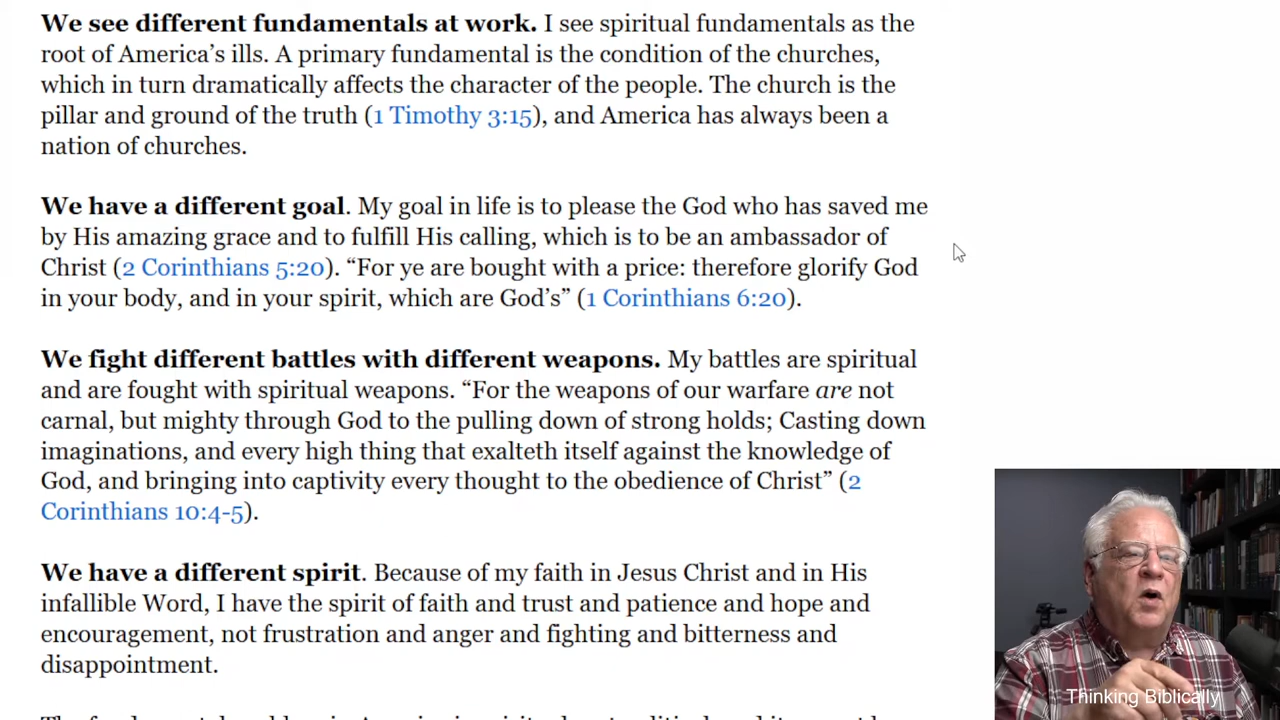 We see different fundamentals at work. I see spiritual fundamentals as the
root of America’s ills. A primary fundamental is the condition of the churches,
which in turn dramatically affects the character of the people. The church is the
pillar and ground of the truth (1 Timothy 3:15), and America has always been a
nation of churches.
We have a different goal. My goal in life is to please the God who has saved me
by His amazing grace and to fulfill His calling, which is to be an ambassador of
Christ (2 Corinthians 5:20). “For ye are bought with a price: therefore glorify God
in your body, and in your spirit, which are God’s” (1 Corinthians 6:20).
We fight different battles with different weapons. My battles are spiritual
and are fought with spiritual weapons. “For the weapons of our warfare are not
carnal, but mighty through God to the pulling down of strong holds; Casting down
imaginations, and every high thing that exalteth itself against the knowledge of
God, and bringing into captivity every thought to the obedience of Christ” (2
Corinthians 10:4-5).
We have a different spirit. Because of my faith in Jesus Christ and in His
infallible Word, I have the spirit of faith and trust and patience and hope and
encouragement, not frustration and anger and fighting and bitterness and
disappointment.
Thinking Biblically